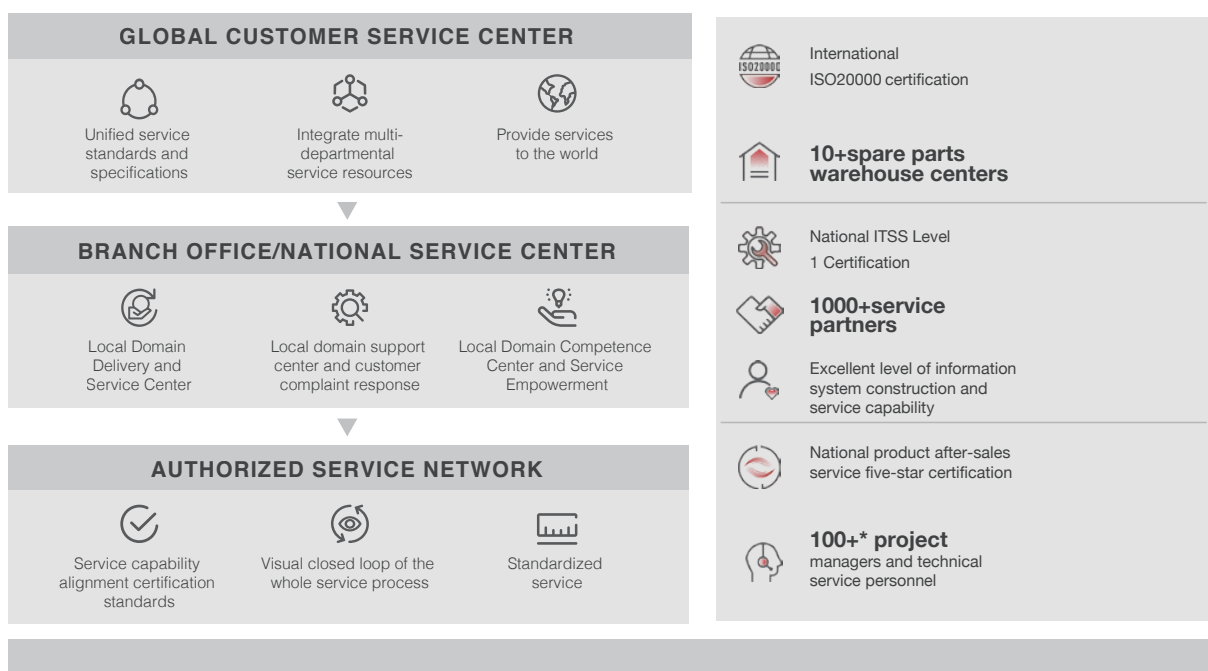 GLOBAL CUSTOMER SERVICE CENTER
Unified service
standards and
specifications
Integrate multi-
departmental
service resources
Provide services
to the world
BRANCH OFFICE/NATIONAL SERVICE CENTER
Local Domain
Delivery and
Service Center
Local domain support
center and customer
complaint response
Local Domain Competence
Center and Service
Empowerment
AUTHORIZED SERVICE NETWORK
Service capability
alignment certification
standards
Visual closed loop of the
whole service process
Standardized
service
ISO20000
International
ISO20000 certification
10+spare parts
warehouse centers
National ITSS Level
1 Certification
1000+service
partners
Excellent level of information
system construction and
service capability
National product after-sales
service five-star certification
100+* project
managers and technical
service personnel